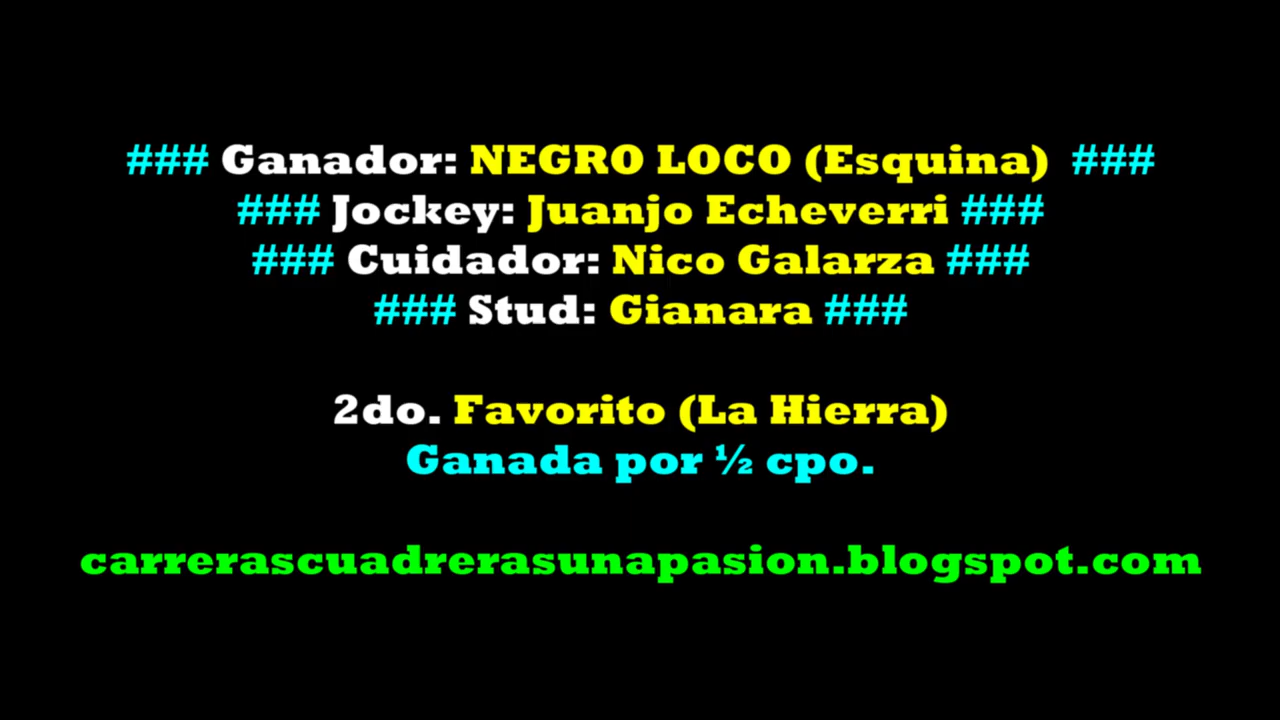 ### Ganador: NEGRO LOCO (Esquina) ###
### Jockey: Juanjo Echeverri ###
### Cuidador: Nico Galarza ###
### Stud: Gianara ###
2do. Favorito (La Hierra)
Ganada por ½ cpo.
carrerascuadrerasunapasion.blogspot.com